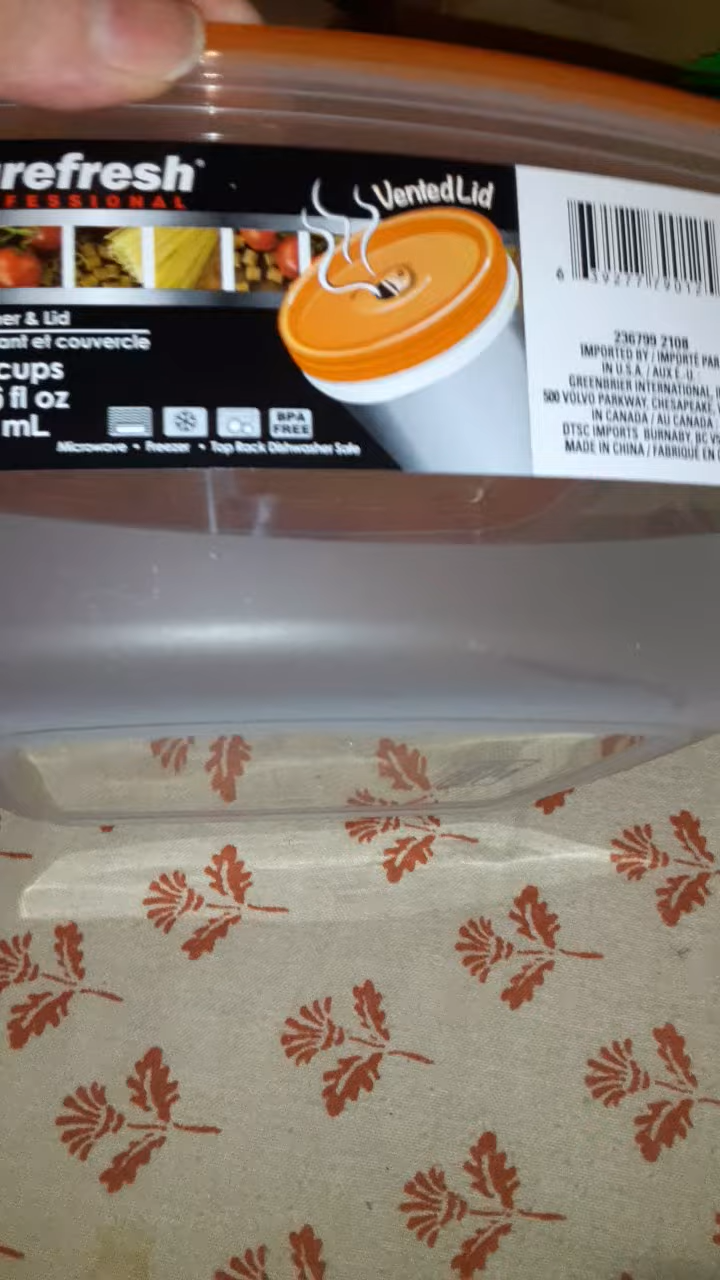 refresh
FESSIONAL
Vented Lid
er & Lid
ant et couvercle
cups
fl oz
mL
BPA
FREE
Microwave • Freezer • Top Rack Dishwasher Safe
236799 2108
IMPORTED BY / IMPORTÉ PAR
IN U.S.A. / AUX É.-U.
GREENBRIER INTERNATIONAL,
500 VOLVO PARKWAY, CHESAPEAKE,
IN CANADA / AU CANADA
DTSC IMPORTS BURNABY, BC V
MADE IN CHINA / FABRIQUÉ EN C